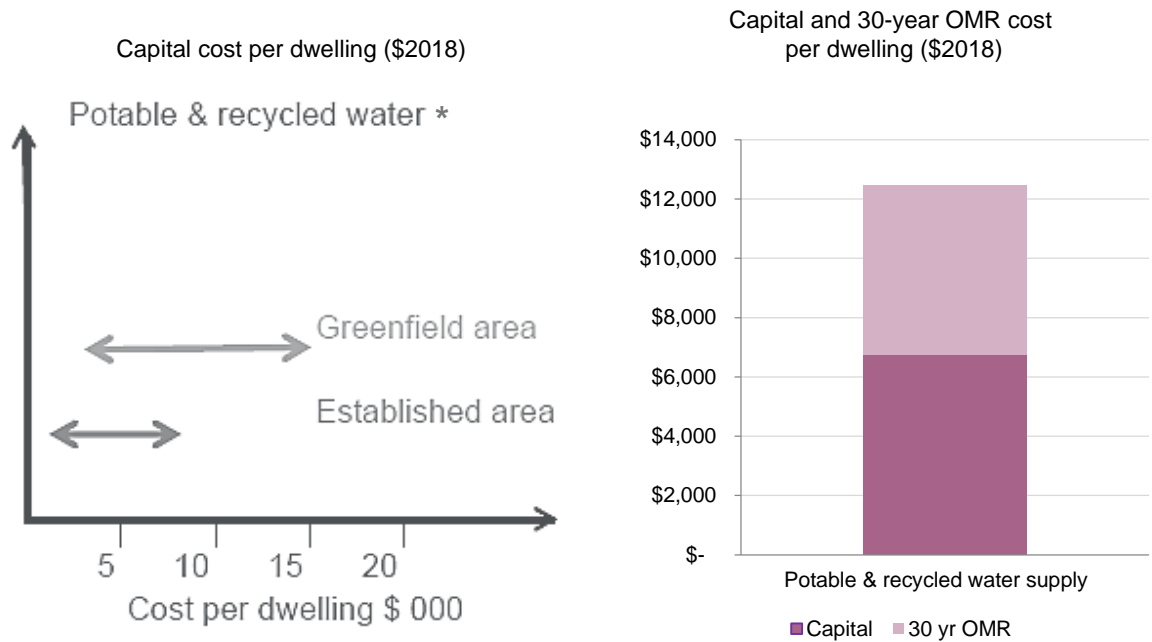 Capital cost per dwelling ($2018)
Potable & recycled water *
Greenfield area
Established area
5 10 15 20
Cost per dwelling $ 000
Capital and 30-year OMR cost
per dwelling ($2018)
$14,000
$12,000
$10,000
$8,000
$6,000
$4,000
$2,000
$-
Potable & recycled water supply
Capital 30 yr OMR